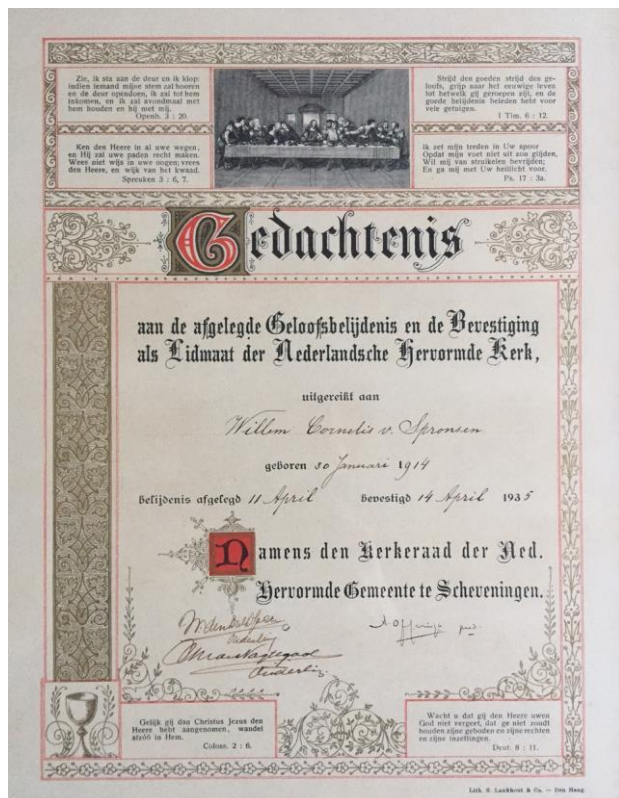 Zie, ik sta aan de deur en ik klop:
indien iemand mijne stem zal hooren
en de deur opendoen, ik zal tot hem
inkomen, en ik zal avondmaal met
hem houden en hij met mij.
Openb. 3 : 20.
Ken den Heere in al uwe wegen,
en Hij zal uwe paden recht maken.
Wees niet wijs in uwe oogen; vrees
den Heere, en wijk van het kwaad.
Spreuken 3 : 6, 7.
Strijd den goeden strijd des ge-
loofs, grijp naar het eeuwige leven
tot hetwelk gij geroepen zijt, en de
goede belijdenis beleden hebt voor
vele getuigen.
1 Tim. 6 : 12.
Ik zet mijn treden in Uw spoor
Opdat mijn voet niet uit zou glijden,
Wil mij van struikelen bevrijden;
En ga mij met Uw heillicht voor.
Ps. 17 : 3a.
Gedachtenis
aan de afgelegde Geloofsbelijdenis en de Bevestiging
als Lidmaat der Nederlandsche Hervormde Kerk,
uitgereikt aan
Willem Cornelis v. Spronsen
geboren 30 Januari 1914
belijdenis afgelegd 11 April bevestigd 14 April 1935
Namens den Kerkeraad der Ned.
Hervormde Gemeente te Scheveningen.
Ouderling
Ouderling
Gelijk gij dan Christus Jezus den
Heere hebt aangenomen, wandel
alzóó in Hem.
Coloss. 2 : 6.
Wacht u dat gij den Heere uwen
God niet vergeet, dat ge niet zoudt
houden zijne geboden en zijne rechten
en zijne inzettingen.
Deut. 8 : 11.
Lith. S. Lankhout & Co. — Den Haag